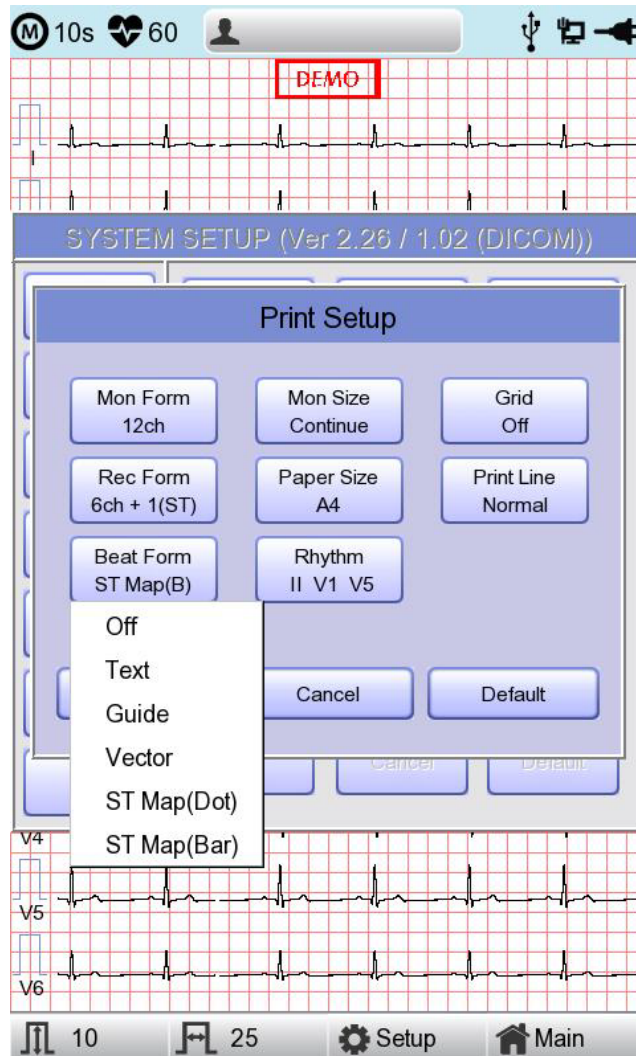 M 10s 60
DEMO
I
SYSTEM SETUP (Ver 2.26 / 1.02 (DICOM))
Print Setup
Mon Form
12ch
Mon Size
Continue
Grid
Off
Rec Form
6ch + 1(ST)
Paper Size
A4
Print Line
Normal
Beat Form
ST Map(B)
Rhythm
II V1 V5
Off
Text
Guide
Vector
ST Map(Dot)
ST Map(Bar)
Cancel
Default
Cancel
Default
V4
V5
V6
10
25
Setup
Main